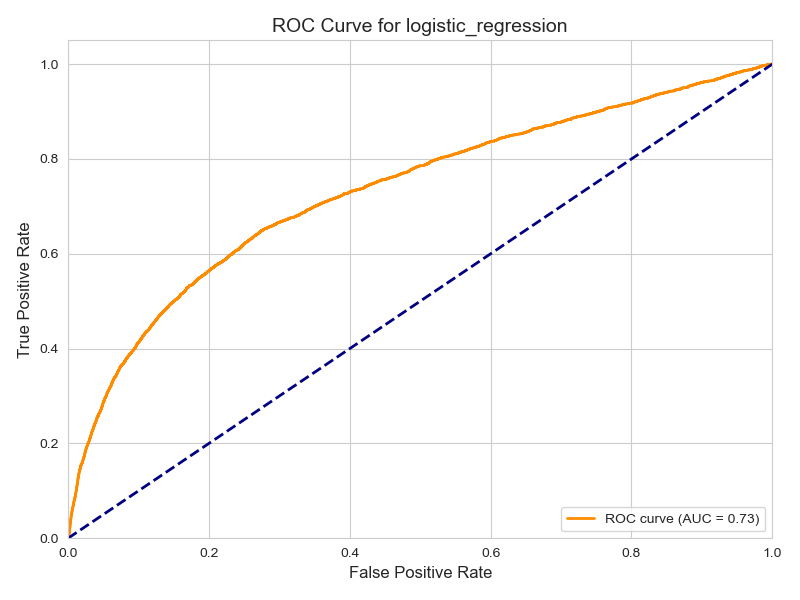 ROC Curve for logistic_regression
1.0
0.8
0.6
0.4
0.2
0.0
True Positive Rate
ROC curve (AUC = 0.73)
0.0 0.2 0.4 0.6 0.8 1.0
False Positive Rate